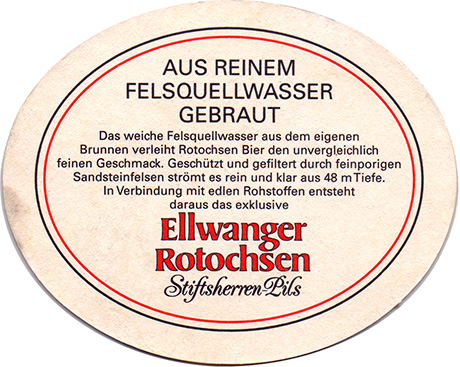 AUS REINEM
FELSQUELLWASSER
GEBRAUT
Das weiche Felsquellwasser aus dem eigenen
Brunnen verleiht Rotochsen Bier den unvergleichlich
feinen Geschmack. Geschützt und gefiltert durch feinporigen
Sandsteinfelsen strömt es rein und klar aus 48 m Tiefe.
In Verbindung mit edlen Rohstoffen entsteht
daraus das exklusive
Ellwanger
Rotochsen
Stiftsherren-Pils